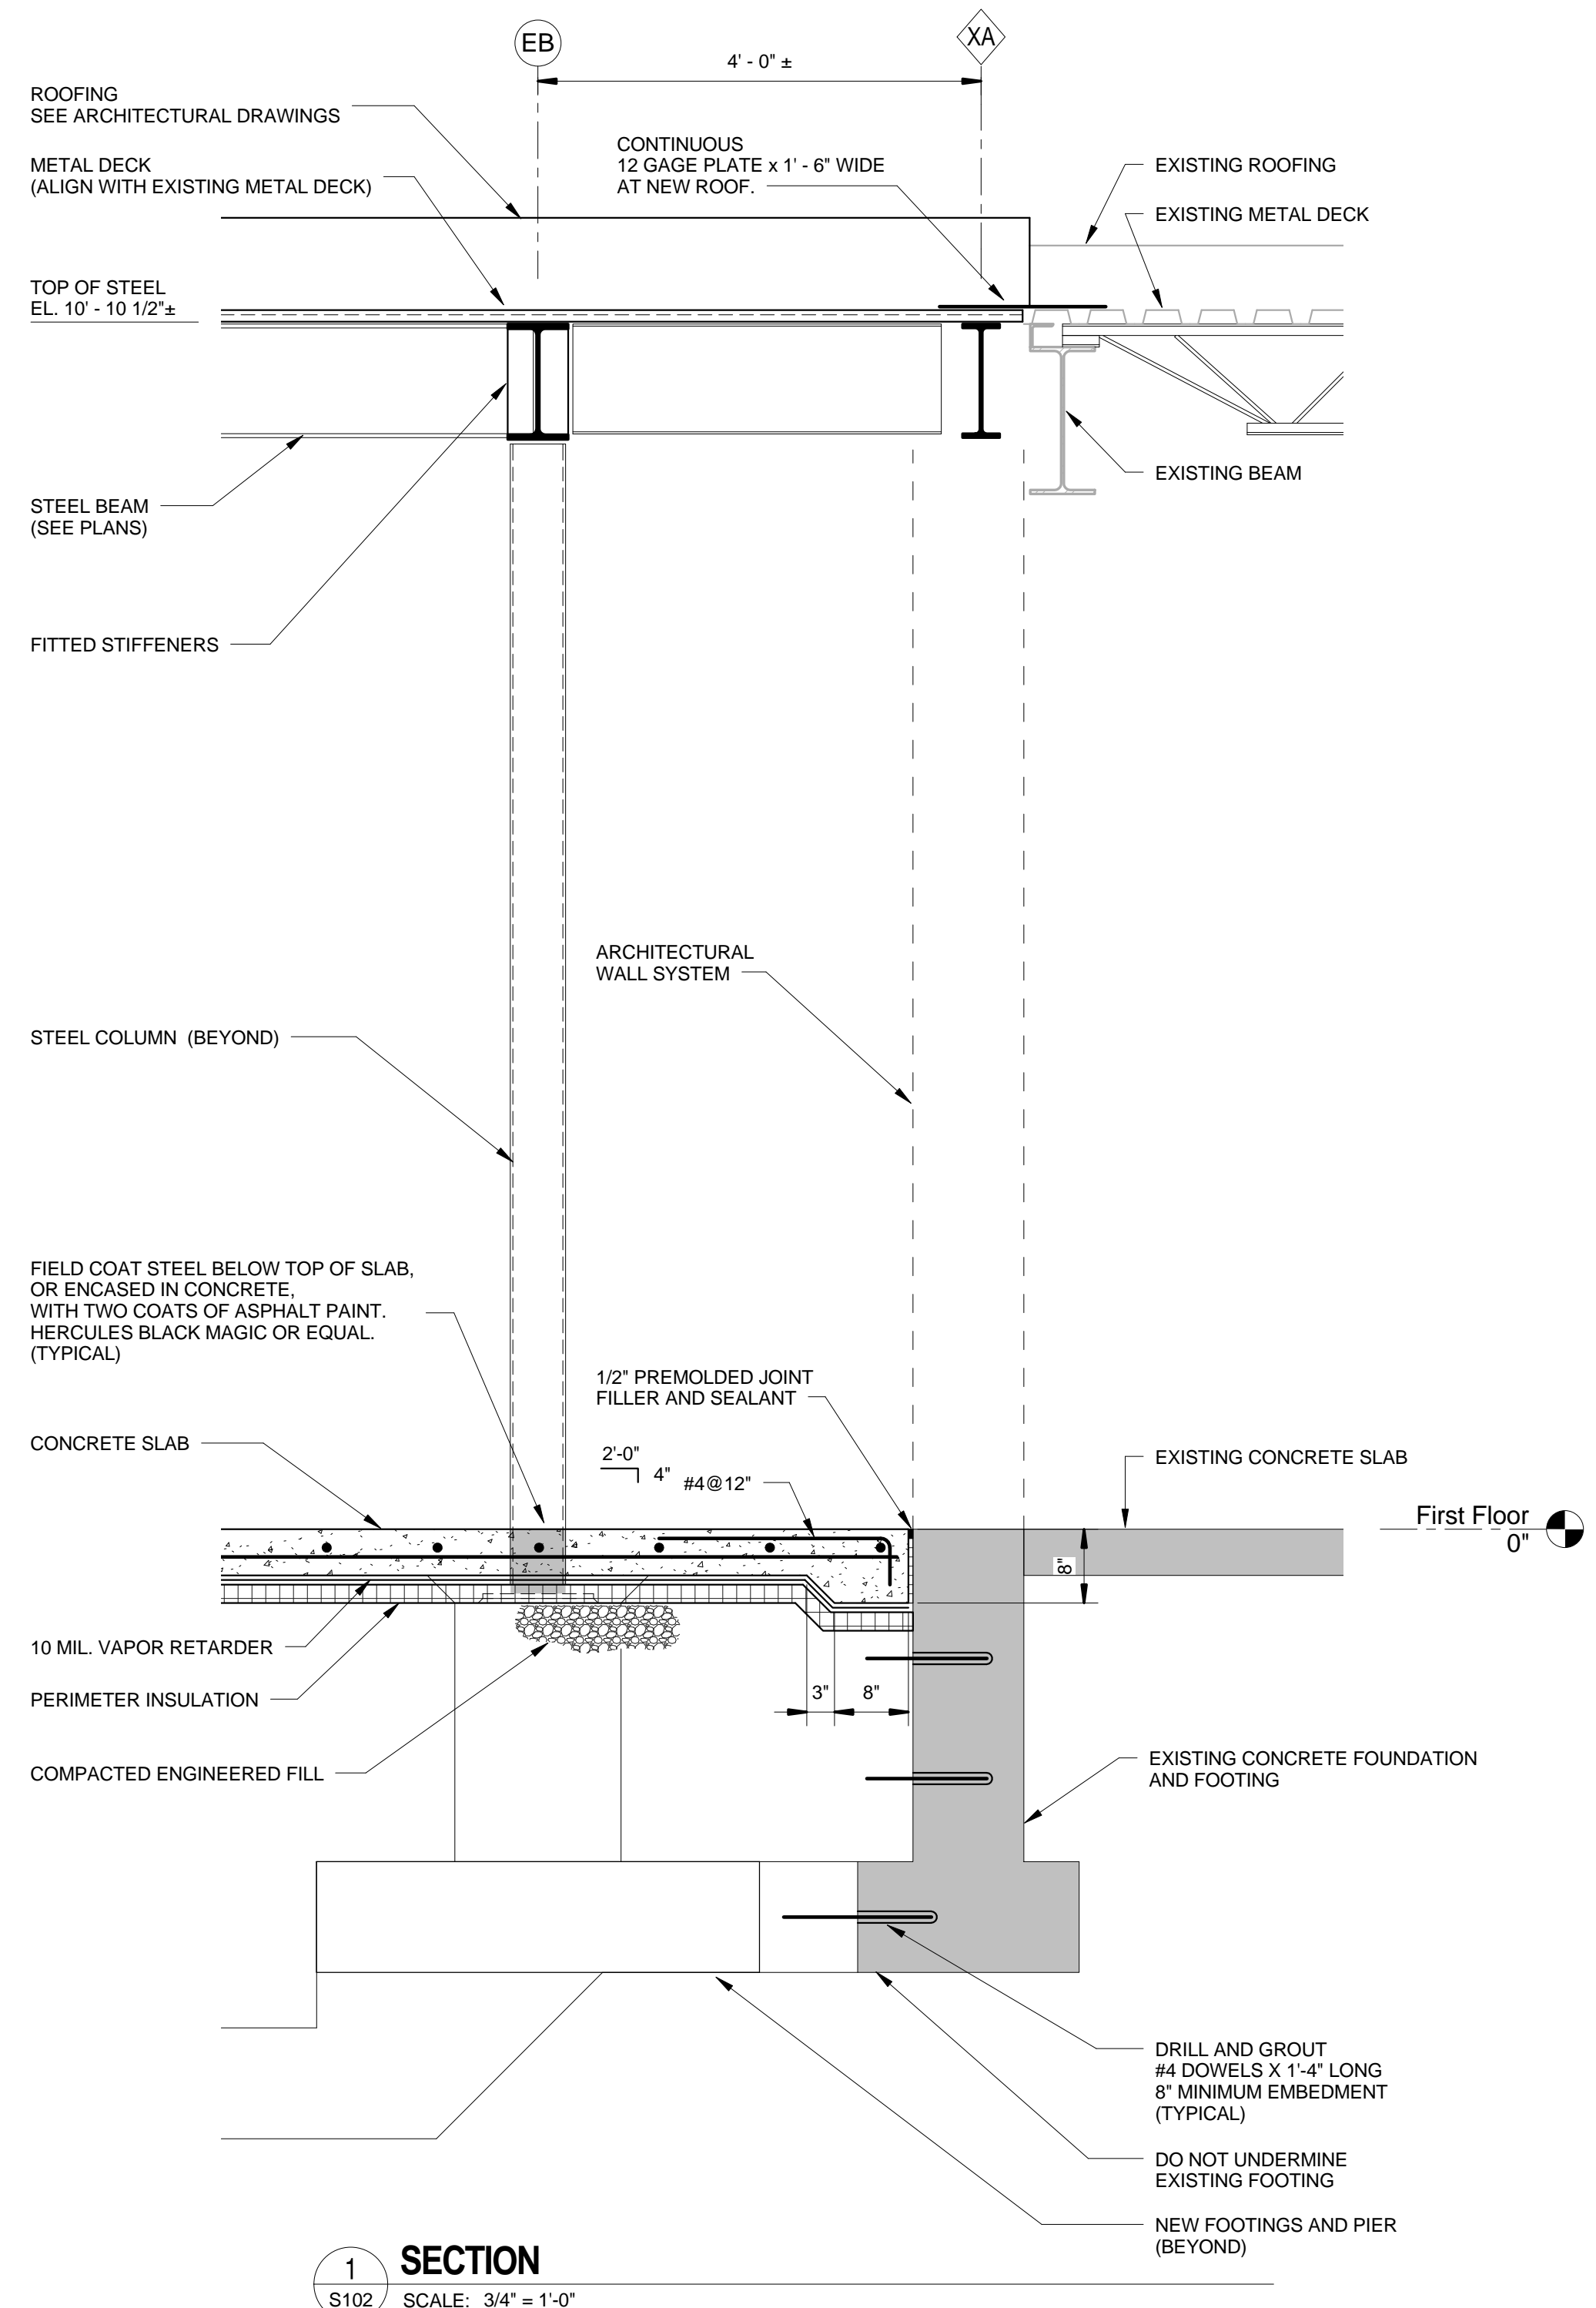 EB
XA
4' - 0" ±
ROOFING
SEE ARCHITECTURAL DRAWINGS
METAL DECK
(ALIGN WITH EXISTING METAL DECK)
CONTINUOUS
12 GAGE PLATE x 1' - 6" WIDE
AT NEW ROOF.
EXISTING ROOFING
EXISTING METAL DECK
TOP OF STEEL
EL. 10' - 10 1/2"±
STEEL BEAM
(SEE PLANS)
EXISTING BEAM
FITTED STIFFENERS
ARCHITECTURAL
WALL SYSTEM
STEEL COLUMN (BEYOND)
FIELD COAT STEEL BELOW TOP OF SLAB,
OR ENCASED IN CONCRETE,
WITH TWO COATS OF ASPHALT PAINT.
HERCULES BLACK MAGIC OR EQUAL.
(TYPICAL)
1/2" PREMOLDED JOINT
FILLER AND SEALANT
CONCRETE SLAB
2'-0"
4"
#4@12"
EXISTING CONCRETE SLAB
First Floor
0"
8"
10 MIL. VAPOR RETARDER
PERIMETER INSULATION
3"
8"
COMPACTED ENGINEERED FILL
EXISTING CONCRETE FOUNDATION
AND FOOTING
DRILL AND GROUT
#4 DOWELS X 1'-4" LONG
8" MINIMUM EMBEDMENT
(TYPICAL)
DO NOT UNDERMINE
EXISTING FOOTING
NEW FOOTINGS AND PIER
(BEYOND)
1
SECTION
S102
SCALE: 3/4" = 1'-0"